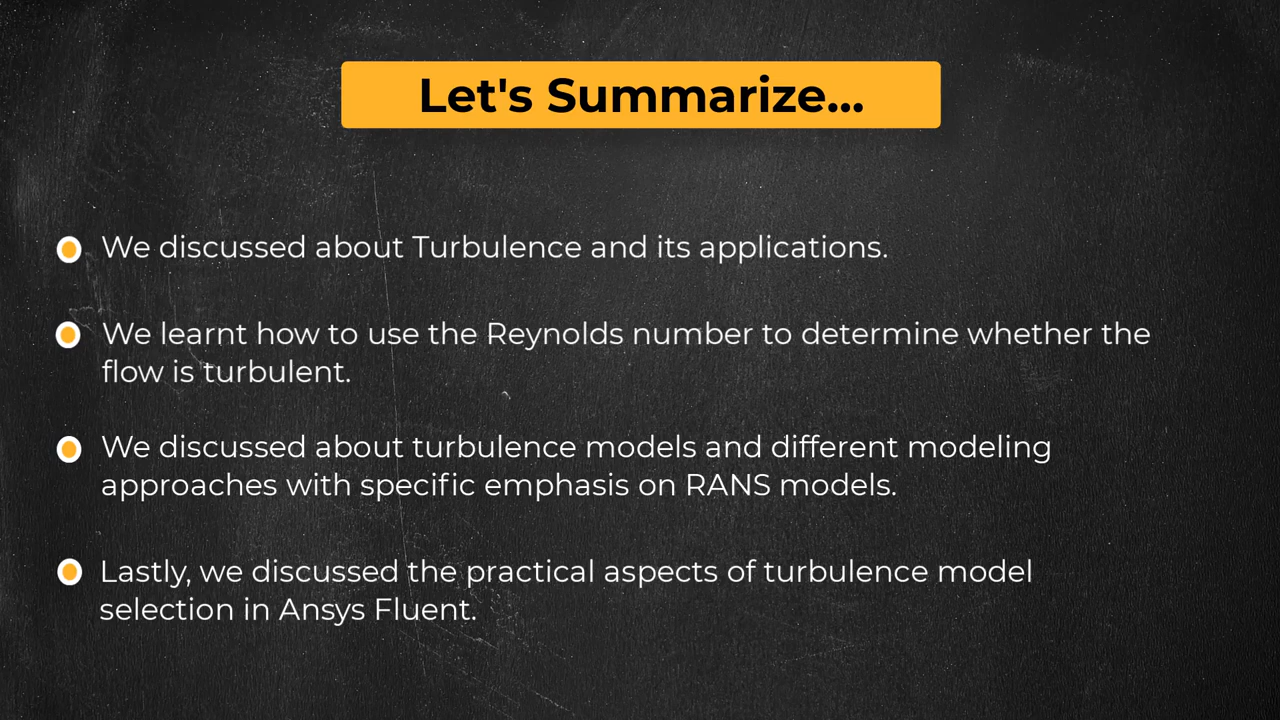 Let's Summarize...
We discussed about Turbulence and its applications.
We learnt how to use the Reynolds number to determine whether the
flow is turbulent.
We discussed about turbulence models and different modeling
approaches with specific emphasis on RANS models.
Lastly, we discussed the practical aspects of turbulence model
selection in Ansys Fluent.